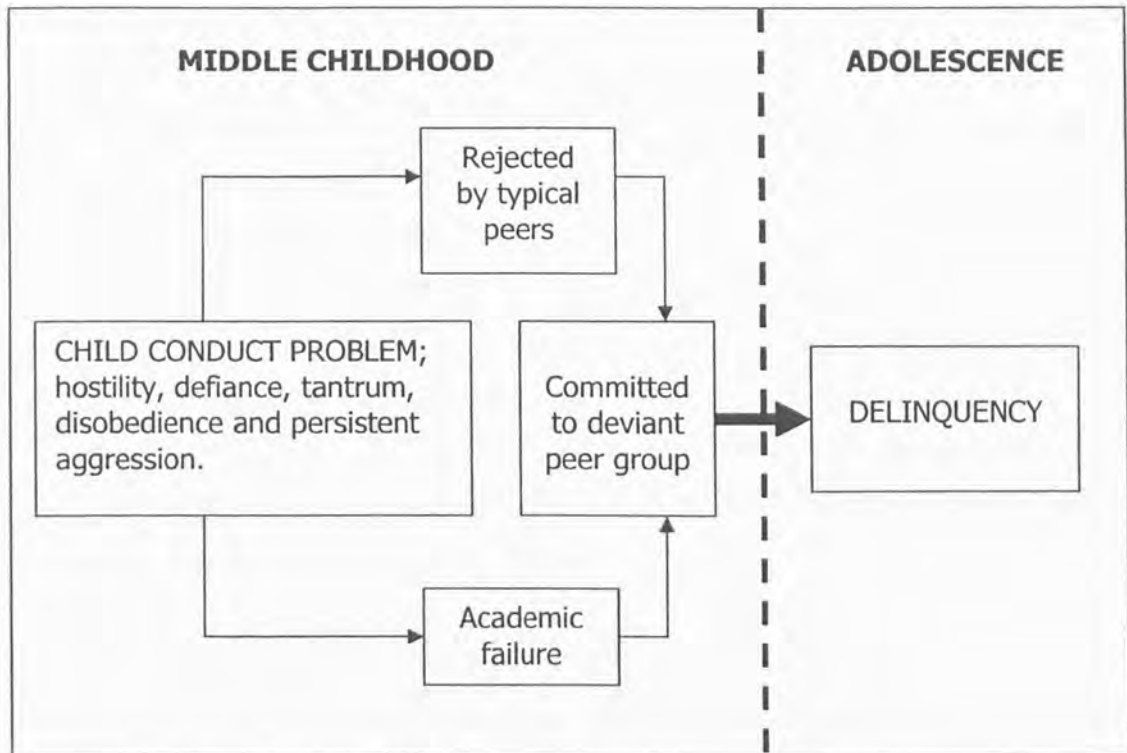 MIDDLE CHILDHOOD
ADOLESCENCE
Rejected
by typical
peers
CHILD CONDUCT PROBLEM;
hostility, defiance, tantrum,
disobedience and persistent
aggression.
Committed
to deviant
peer group
DELINQUENCY
Academic
failure